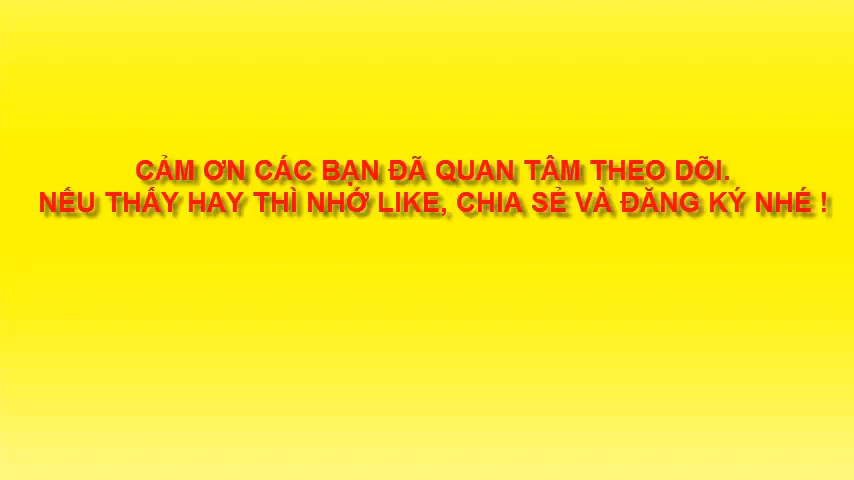 CẢM ƠN CÁC BẠN ĐÃ QUAN TÂM THEO DÕI.
NẾU THẤY HAY THÌ NHỚ LIKE, CHIA SẺ VÀ ĐĂNG KÝ NHÉ !